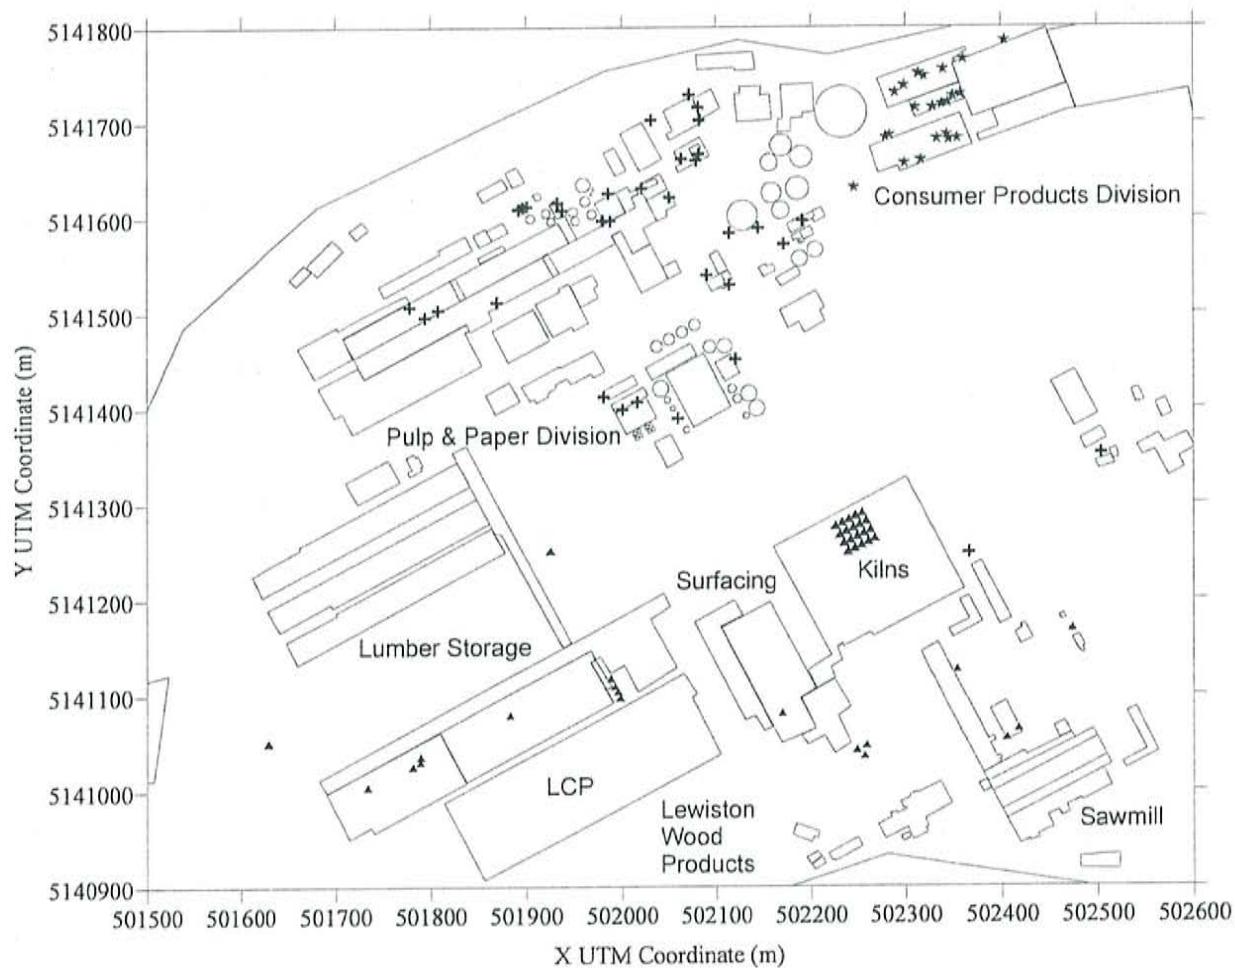 5141800
5141700
5141600
5141500
5141400
5141300
5141200
5141100
5141000
5140900
Y UTM Coordinate (m)
Consumer Products Division
Pulp & Paper Division
Kilns
Surfacing
Lumber Storage
LCP
Lewiston
Wood
Products
Sawmill
501500 501600 501700 501800 501900 502000 502100 502200 502300 502400 502500 502600
X UTM Coordinate (m)